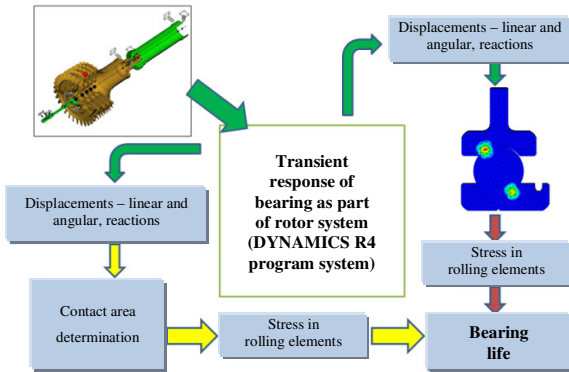 Displacements – linear and
angular, reactions
Transient
response of
bearing as part
of rotor system
(DYNAMICS R4
program system)
Displacements – linear and
angular, reactions
Contact area
determination
Stress in
rolling elements
Stress in
rolling elements
Bearing
life